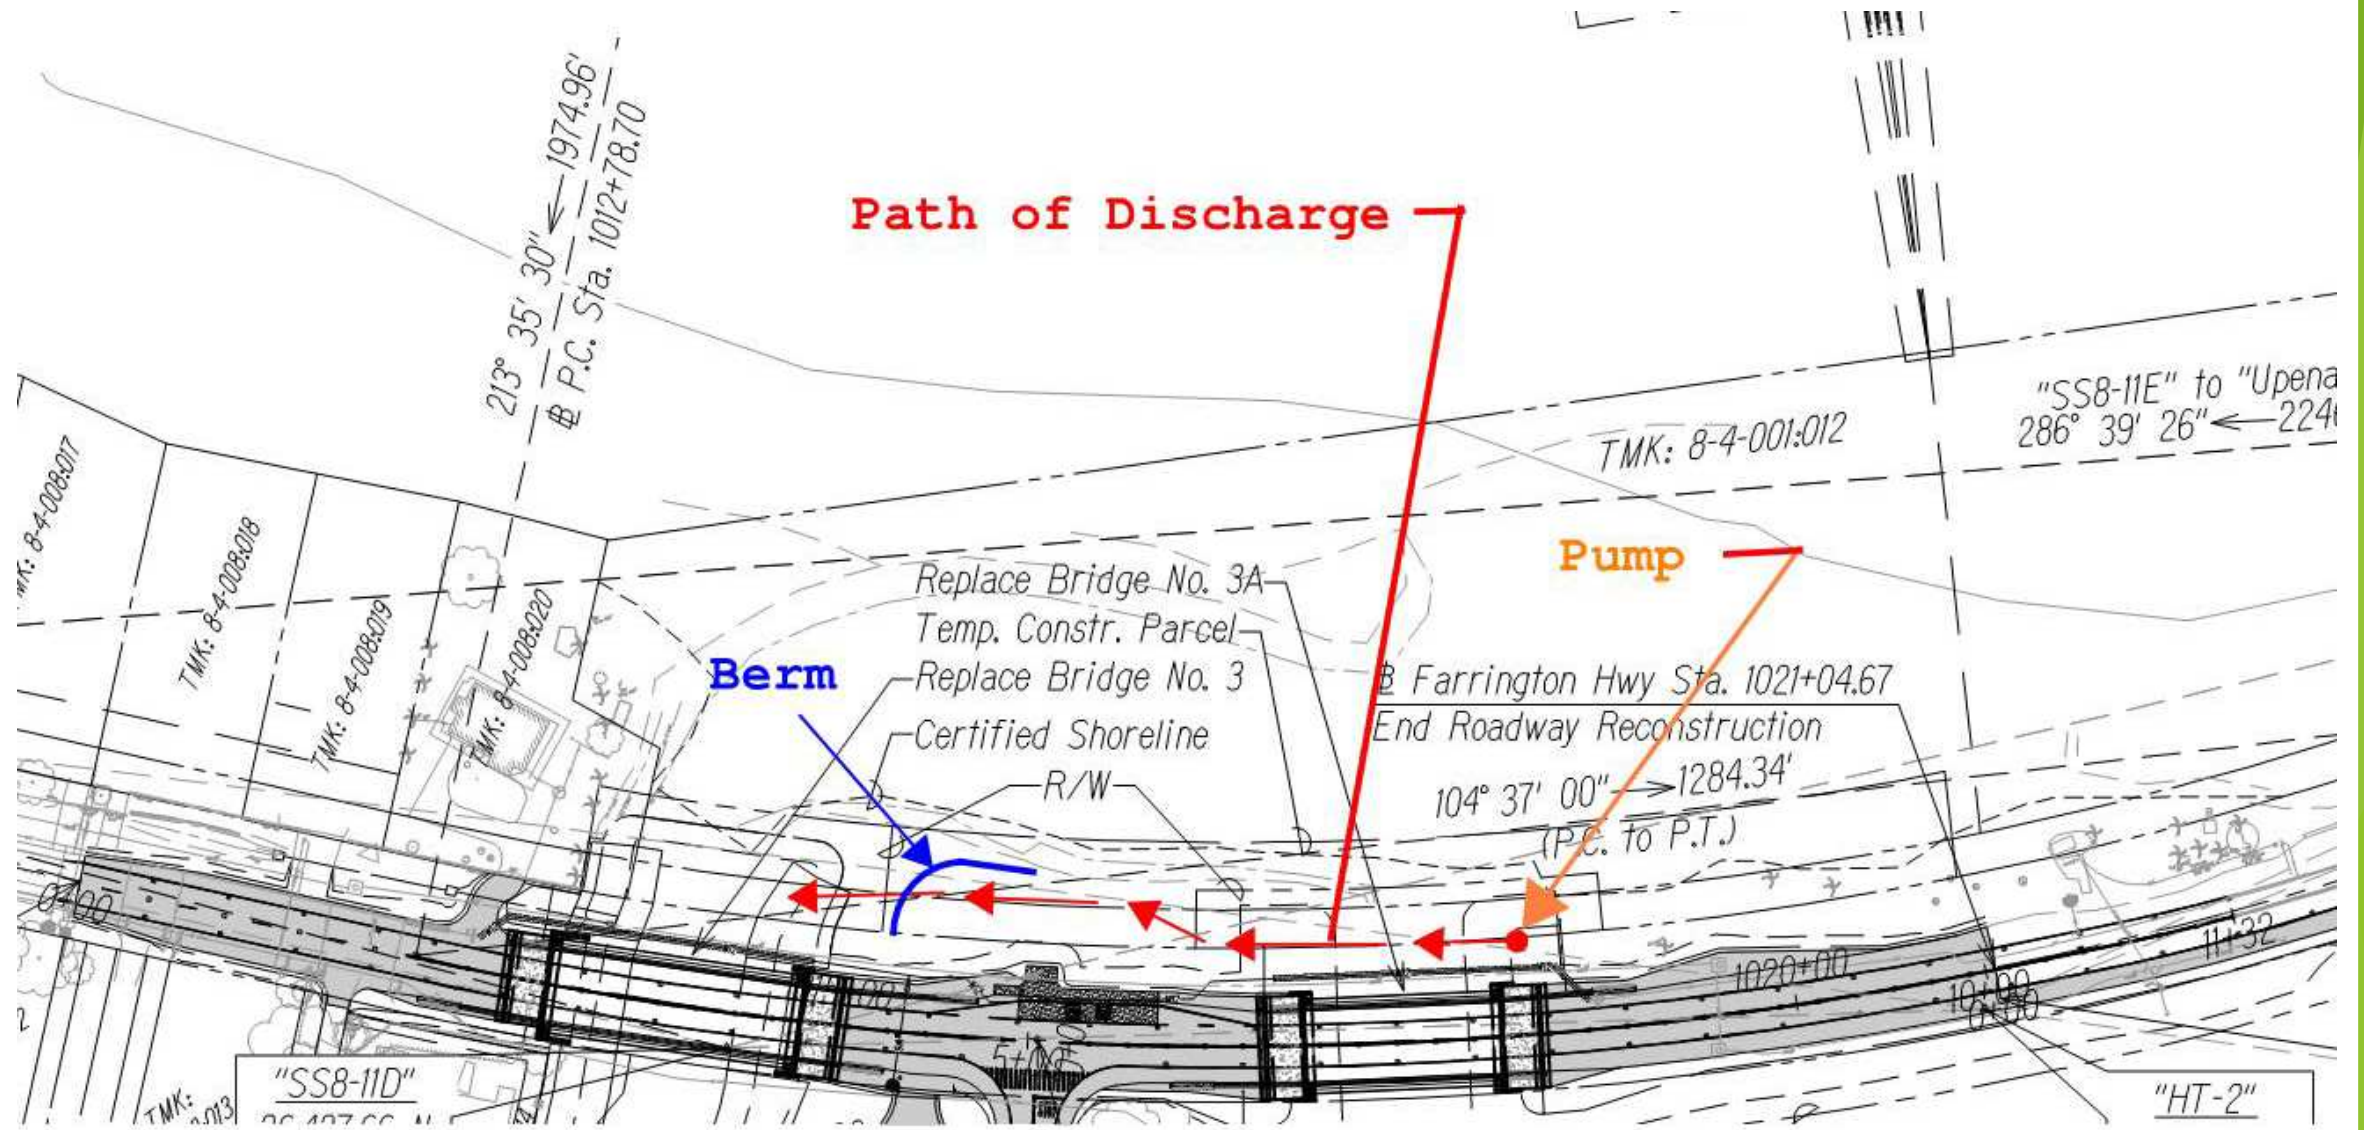 213° 35' 30" ← 1974.96'
P.C. Sta. 1012+78.70
Path of Discharge
"SS8-11E" to "Upena
286° 39' 26" ←
TMK: 8-4-001:012
TMK: 8-4-008:017
TMK: 8-4-008:018
TMK: 8-4-008:019
TMK: 8-4-008:020
Pump
Replace Bridge No. 3A
Temp. Constr. Parcel
Berm
Replace Bridge No. 3
Certified Shoreline
R/W
Farrington Hwy Sta. 1021+04.67
End Roadway Reconstruction
104° 37' 00" → 1284.34'
(P.C. to P.T.)
11+32
1020+00
10+00
"SS8-11D"
TMK:
"HT-2"